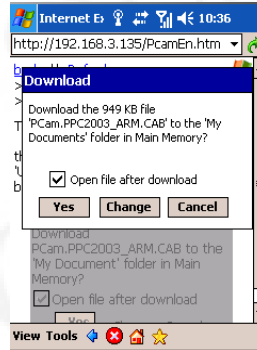 Internet Ex 10:36
http://192.168.3.135/PcamEn.htm
Download
Download the 949 KB file
'PCam.PPC2003_ARM.CAB' to the 'My
Documents' folder in Main Memory?
Open file after download
Yes Change Cancel
Download
PCam.PPC2003_ARM.CAB to the
'My Document' folder in Main
Memory?
Open file after download
View Tools